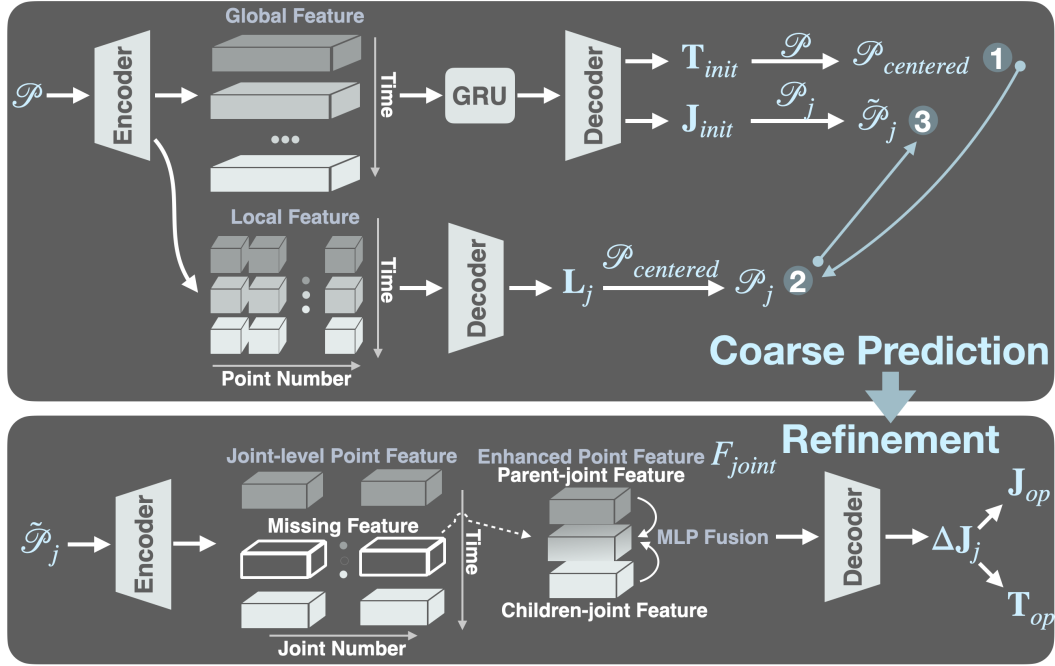 Global Feature
𝒫
Encoder
Time
GRU
Decoder
T_init
𝒫
𝒫_centered
1
J_init
𝒫_j
𝒫̃_j
3
Local Feature
Time
Decoder
L_j
𝒫_centered
𝒫_j
2
Point Number
Coarse Prediction
Refinement
Joint-level Point Feature
Enhanced Point Feature F_joint
Parent-joint Feature
𝒫̃_j
Encoder
Missing Feature
Time
MLP Fusion
Decoder
ΔJ_j
J_op
T_op
Children-joint Feature
Joint Number